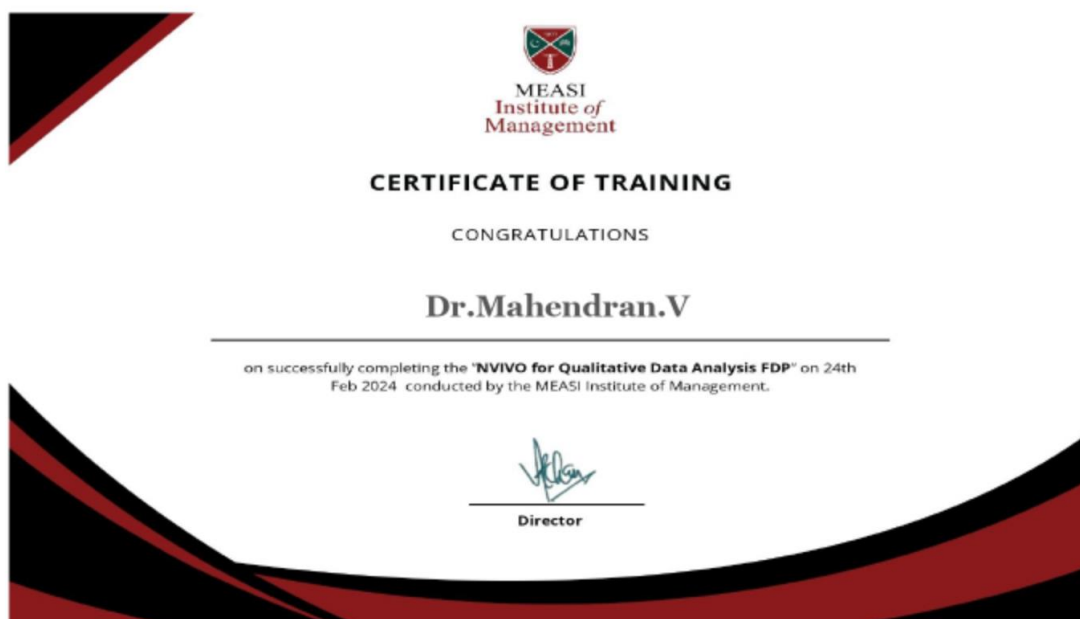 MEASI
Institute of
Management
CERTIFICATE OF TRAINING
CONGRATULATIONS
Dr.Mahendran.V
on successfully completing the "NVIVO for Qualitative Data Analysis FDP" on 24th
Feb 2024 conducted by the MEASI Institute of Management.
Director